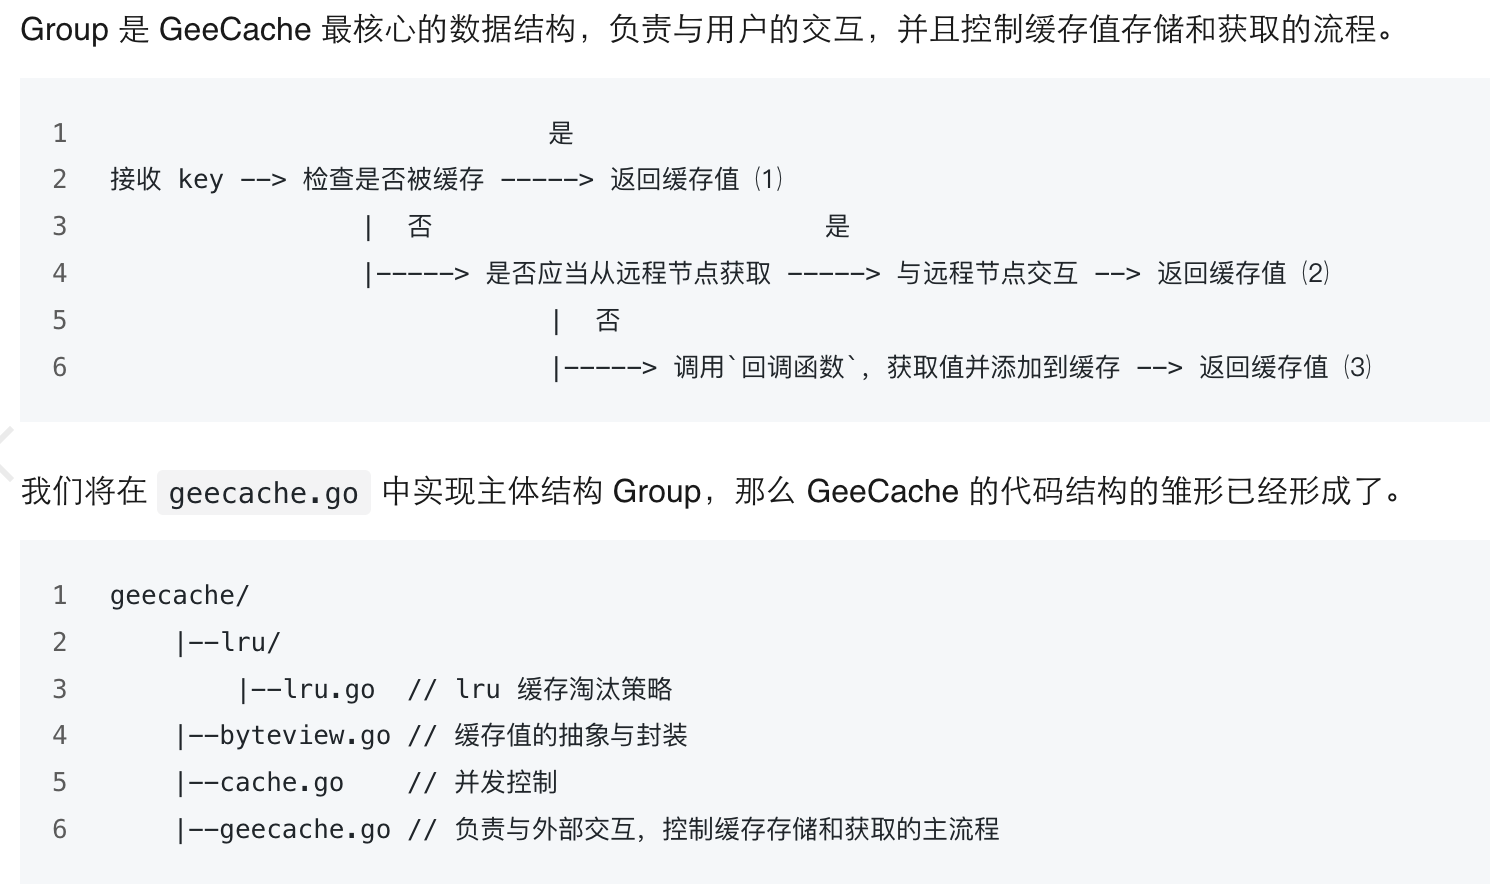 Group 是 GeeCache 最核心的数据结构，负责与用户的交互，并且控制缓存值存储和获取的流程。
1                               是
2  接收 key --> 检查是否被缓存 -----> 返回缓存值 ⑴
3                  |  否                         是
4                  |-----> 是否应当从远程节点获取 -----> 与远程节点交互 --> 返回缓存值 ⑵
5                              |  否
6                              |-----> 调用`回调函数`，获取值并添加到缓存 --> 返回缓存值 ⑶
我们将在 geecache.go 中实现主体结构 Group，那么 GeeCache 的代码结构的雏形已经形成了。
1  geecache/
2      |--lru/
3          |--lru.go  // lru 缓存淘汰策略
4      |--byteview.go // 缓存值的抽象与封装
5      |--cache.go    // 并发控制
6      |--geecache.go // 负责与外部交互，控制缓存存储和获取的主流程